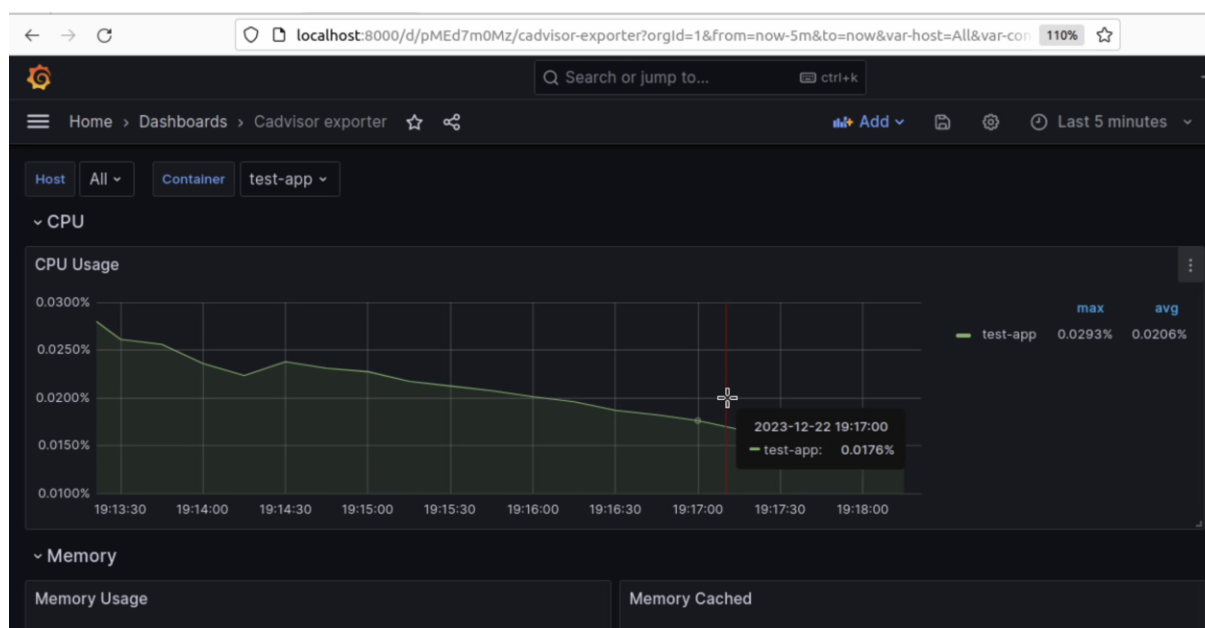 localhost:8000/d/pMEd7m0Mz/cadvisor-exporter?orgId=1&from=now-5m&to=now&var-host=All&var-con 110%
Search or jump to... ctrl+k
Home > Dashboards > Cadvisor exporter Add Last 5 minutes
Host All Container test-app
CPU
CPU Usage
0.0300%
0.0250%
0.0200%
0.0150%
0.0100%
19:13:30 19:14:00 19:14:30 19:15:00 19:15:30 19:16:00 19:16:30 19:17:00 19:17:30 19:18:00
max avg
test-app 0.0293% 0.0206%
2023-12-22 19:17:00
test-app: 0.0176%
Memory
Memory Usage Memory Cached